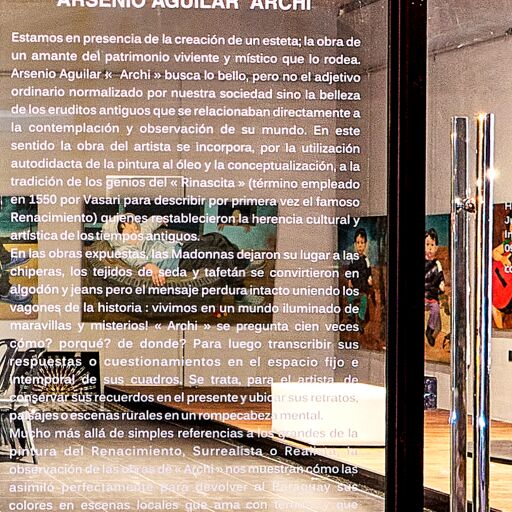 ARSENIO AGUILAR "ARCHI"
Estamos en presencia de la creación de un esteta; la obra de
un amante del patrimonio viviente y místico que lo rodea.
Arsenio Aguilar « Archi » busca lo bello, pero no el adjetivo
ordinario normalizado por nuestra sociedad sino la belleza
de los eruditos antiguos que se relacionaban directamente a
la contemplación y observación de su mundo. En este
sentido la obra del artista se incorpora, por la utilización
autodidacta de la pintura al óleo y la conceptualización, a la
tradición de los genios del « Rinascita » (término empleado
en 1550 por Vasari para describir por primera vez el famoso
Renacimiento) quienes restablecieron la herencia cultural y
artística de los tiempos antiguos.
En las obras expuestas, las Madonnas dejaron su lugar a las
chiperas, los tejidos de seda y tafetán se convirtieron en
algodón y jeans pero el mensaje perdura intacto uniendo los
vagones de la historia : vivimos en un mundo iluminado de
maravillas y misterios! « Archi » se pregunta cien veces
cómo? porqué? de donde? Para luego transcribir sus
respuestas o cuestionamientos en el espacio fijo e
intemporal de sus cuadros. Se trata, para el artista, de
conservar sus recuerdos en el presente y ubicar sus retratos,
paisajes o escenas rurales en un rompecabeza mental.
Mucho más allá de simples referencias a los grandes de la
pintura del Renacimiento, Surrealista o Realista, la
observación de las obras de « Archi » nos muestran cómo las
asimiló perfectamente para devolver al Paraguay sus
colores en escenas locales que ama con y que